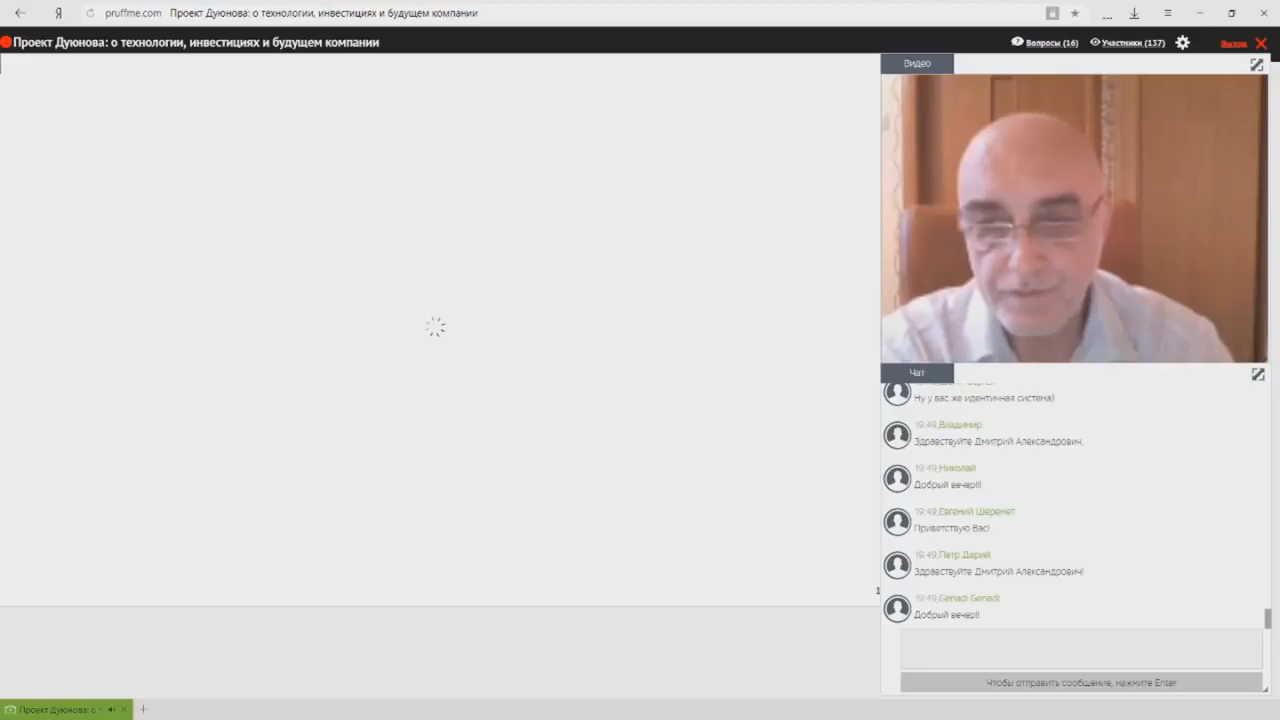 Я
pruffme.com Проект Дуюнова: о технологии, инвестициях и будущем компании
Проект Дуюнова: о технологии, инвестициях и будущем компании
Вопросы (16)
Участники (137)
Выход
Видео
Чат
Ну у вас же идентичная система)
19:49, Владимир
Здравствуйте Дмитрий Александрович.
19:49, Николай
Добрый вечер!!!
19:49, Евгений Шеремет
Приветствую Вас!
19:49, Петр Дарий
Здравствуйте Дмитрий Александрович!
19:49, Genadi Genadi
Добрый вечер!!
1
Чтобы отправить сообщение, нажмите Enter
Проект Дуюнова: о